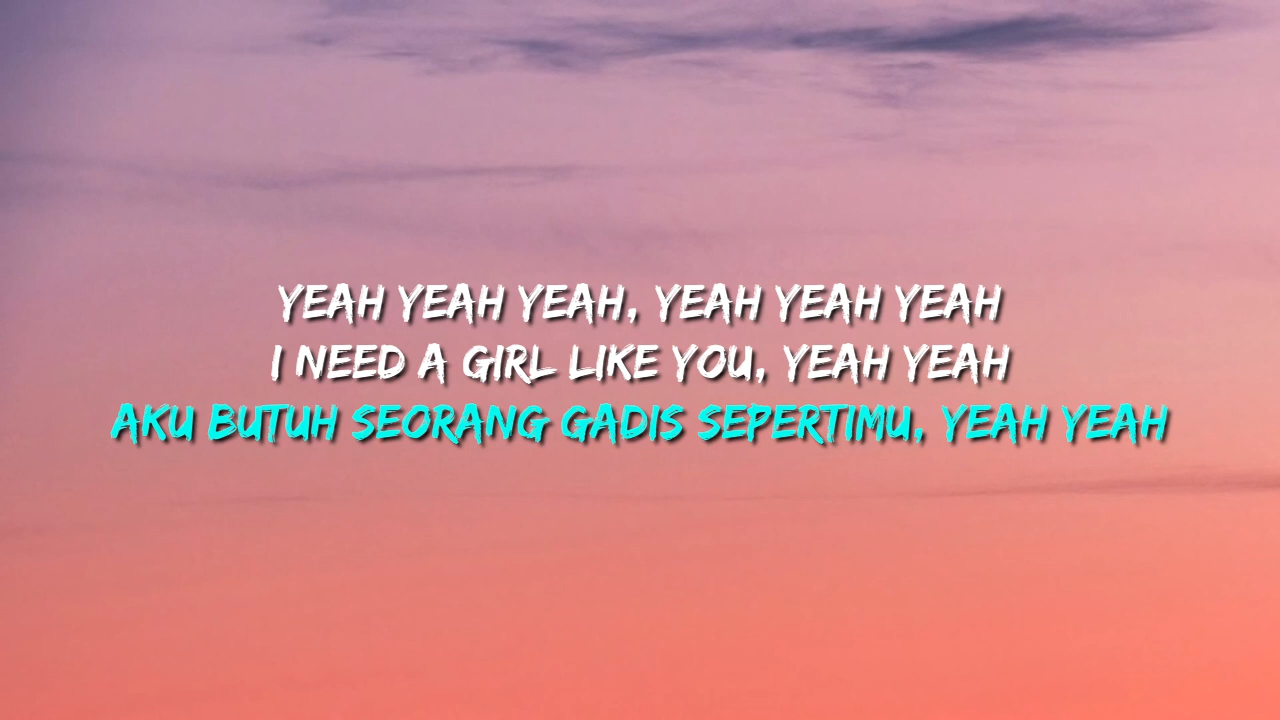 YEAH YEAH YEAH, YEAH YEAH YEAH
I NEED A GIRL LIKE YOU, YEAH YEAH
AKU BUTUH SEORANG GADIS SEPERTIMU, YEAH YEAH